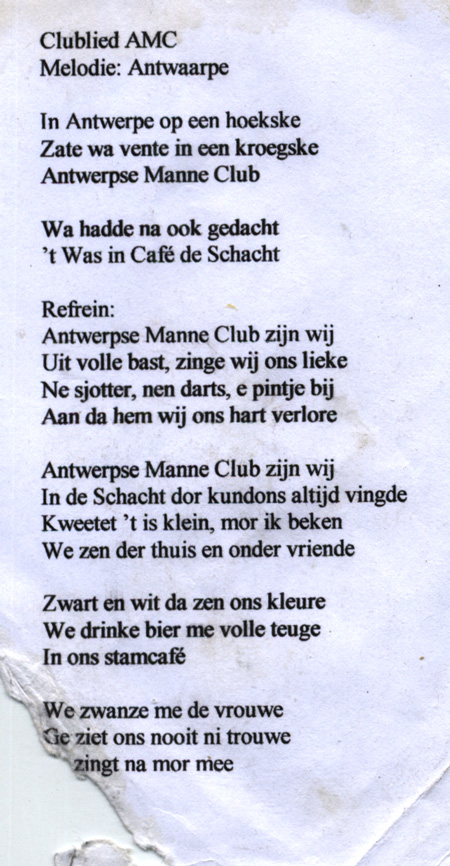 Clublied AMC
Melodie: Antwaarpe
In Antwerpe op een hoekske
Zate wa vente in een kroegske
Antwerpse Manne Club
Wa hadde na ook gedacht
’t Was in Café de Schacht
Refrein:
Antwerpse Manne Club zijn wij
Uit volle bast, zinge wij ons lieke
Ne sjotter, nen darts, e pintje bij
Aan da hem wij ons hart verlore
Antwerpse Manne Club zijn wij
In de Schacht dor kundons altijd vingde
Kweetet ’t is klein, mor ik beken
We zen der thuis en onder vriende
Zwart en wit da zen ons kleure
We drinke bier me volle teuge
In ons stamcafé
We zwanze me de vrouwe
Ge ziet ons nooit ni trouwe
zingt na mor mee